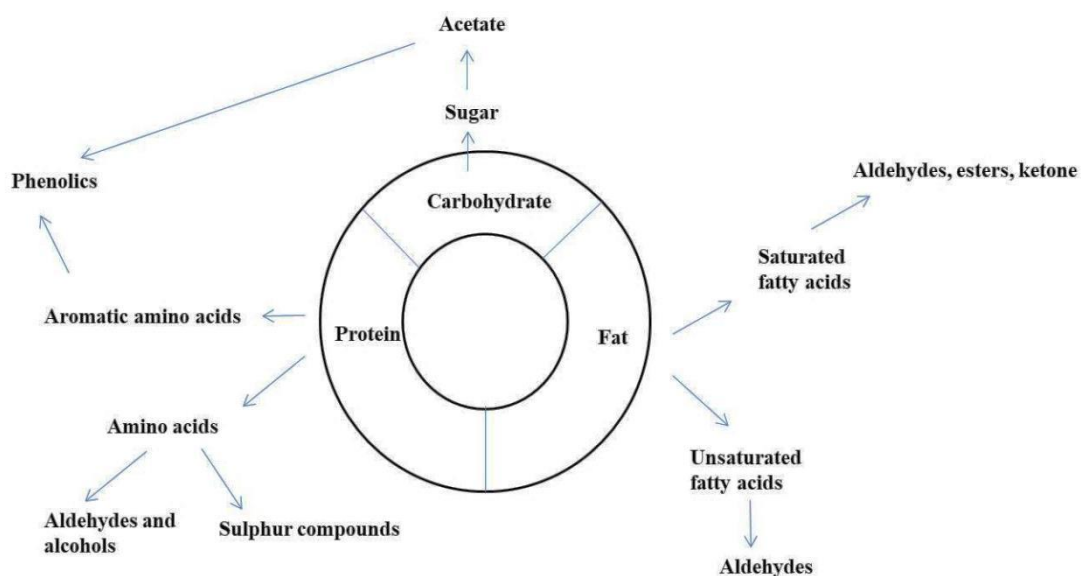 Acetate
Sugar
Phenolics
Carbohydrate
Aldehydes, esters, ketone
Saturated
fatty acids
Aromatic amino acids
Protein
Fat
Amino acids
Unsaturated
fatty acids
Aldehydes and
alcohols
Sulphur compounds
Aldehydes